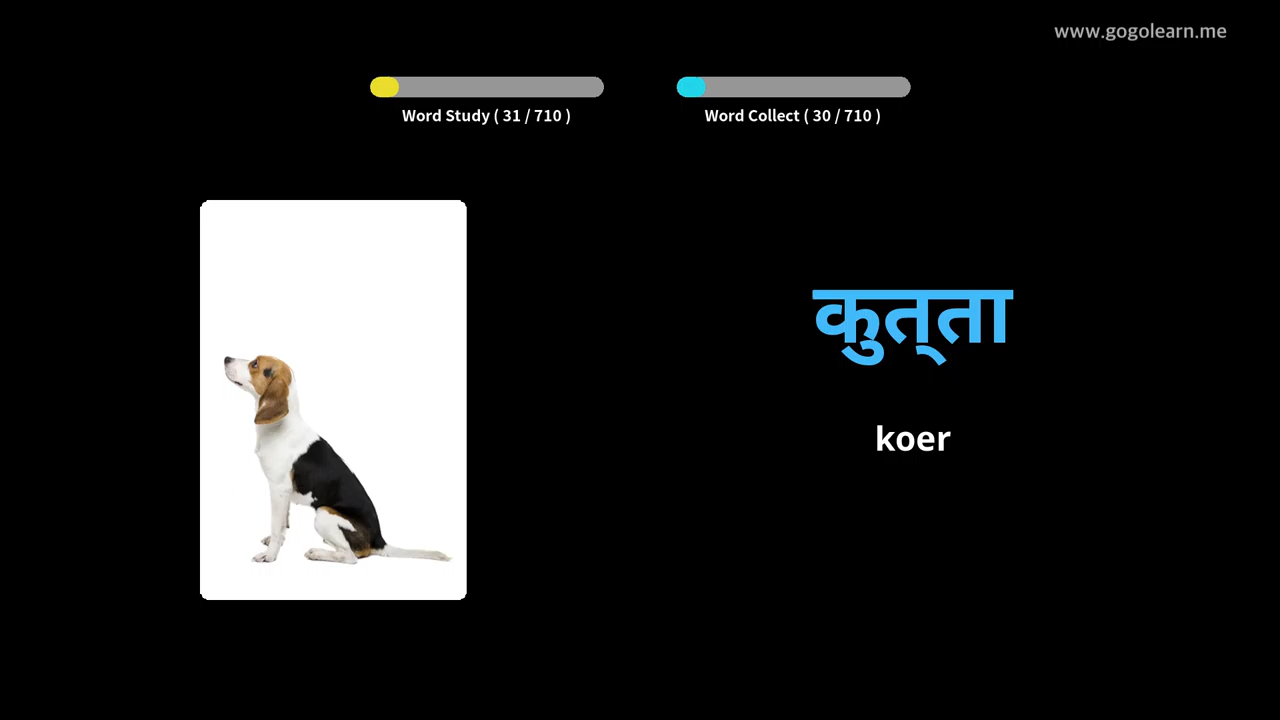 www.gogolearn.me
Word Study ( 31 / 710 )
Word Collect ( 30 / 710 )
कुत्‌ता
koer